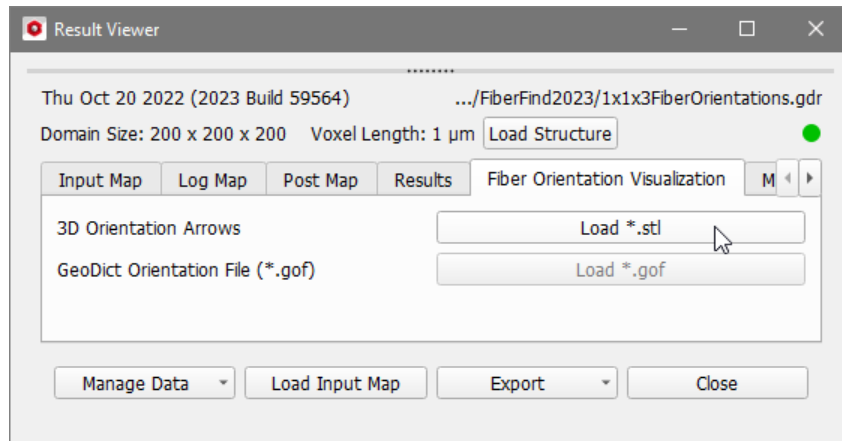 Result Viewer
Thu Oct 20 2022 (2023 Build 59564) .../FiberFind2023/1x1x3FiberOrientations.gdr
Domain Size: 200 x 200 x 200 Voxel Length: 1 µm Load Structure
Input Map Log Map Post Map Results Fiber Orientation Visualization M
3D Orientation Arrows Load *.stl
GeoDict Orientation File (*.gof) Load *.gof
Manage Data Load Input Map Export Close